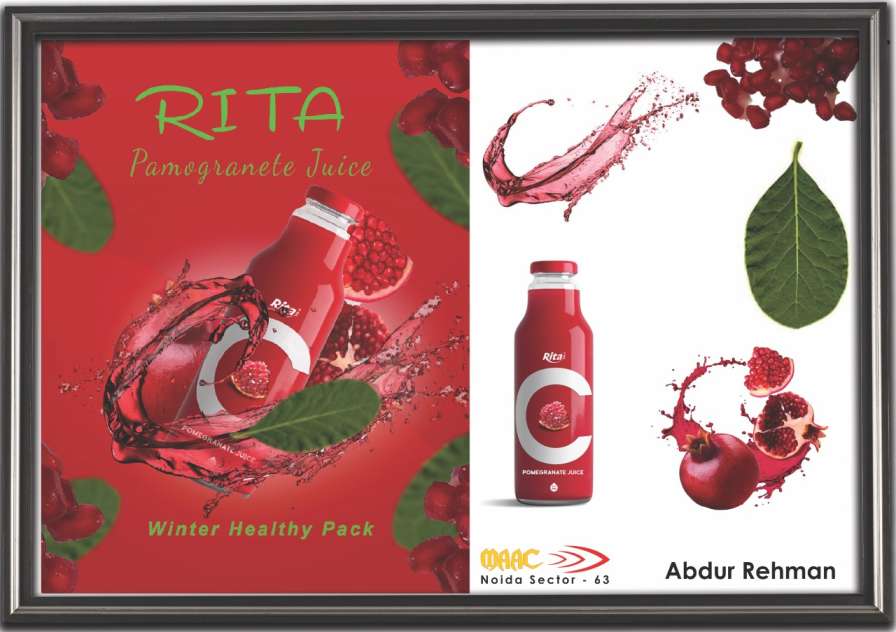 RITA
Pamogranete Juice
Rita
C
POMEGRANATE JUICE
Winter Healthy Pack
Rita
C
POMEGRANATE JUICE
MAAC
Noida Sector - 63
Abdur Rehman